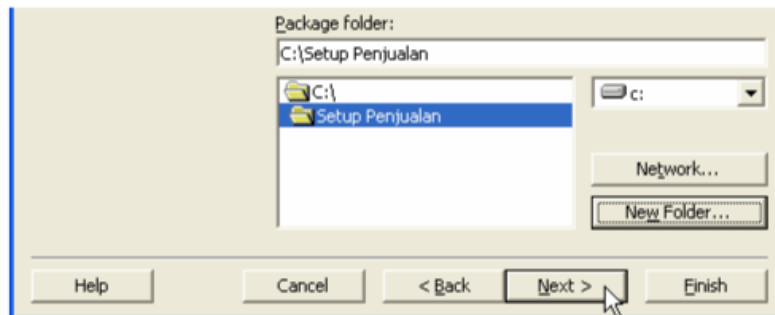 Package folder:
C:\Setup Penjualan
C:\
c:
Setup Penjualan
Network...
New Folder...
Help
Cancel
< Back
Next >
Finish